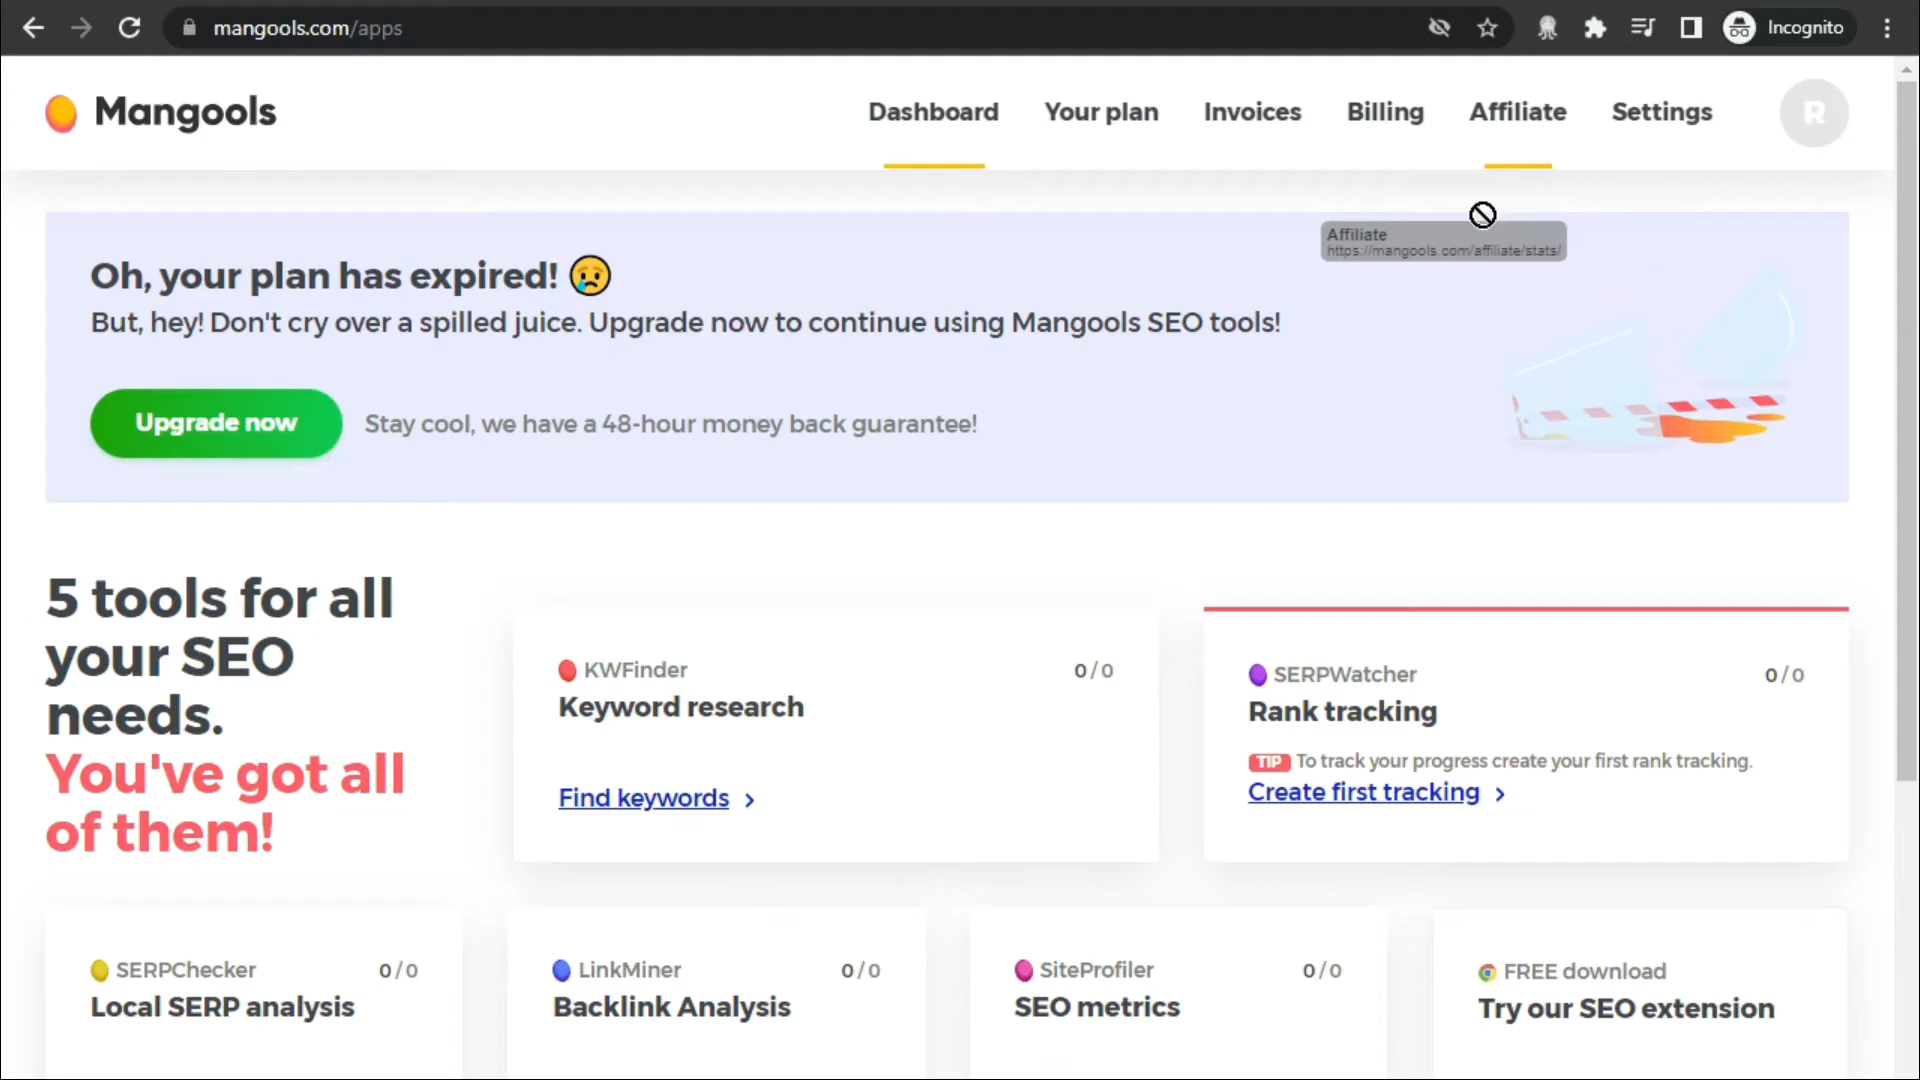 mangools.com/apps
Incognito
Mangools
Dashboard
Your plan
Invoices
Billing
Affiliate
Settings
R
Affiliate
https://mangools.com/affiliate/stats/
Oh, your plan has expired! 😢
But, hey! Don't cry over a spilled juice. Upgrade now to continue using Mangools SEO tools!
Upgrade now
Stay cool, we have a 48-hour money back guarantee!
5 tools for all
your SEO
needs.
You've got all
of them!
KWFinder
0 / 0
Keyword research
Find keywords
SERPWatcher
0 / 0
Rank tracking
TIP To track your progress create your first rank tracking.
Create first tracking
SERPChecker
0 / 0
Local SERP analysis
LinkMiner
0 / 0
Backlink Analysis
SiteProfiler
0 / 0
SEO metrics
FREE download
Try our SEO extension